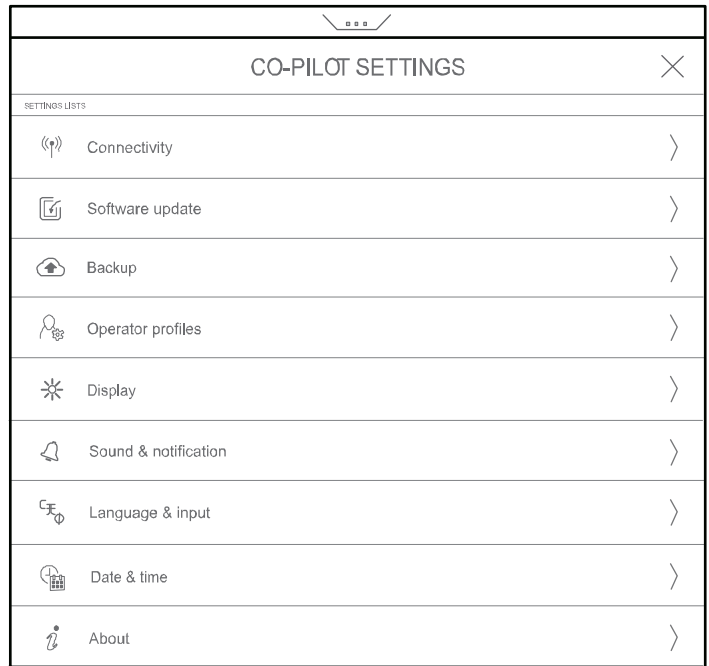 CO-PILOT SETTINGS
SETTINGS LISTS
Connectivity
Software update
Backup
Operator profiles
Display
Sound & notification
Language & input
Date & time
About